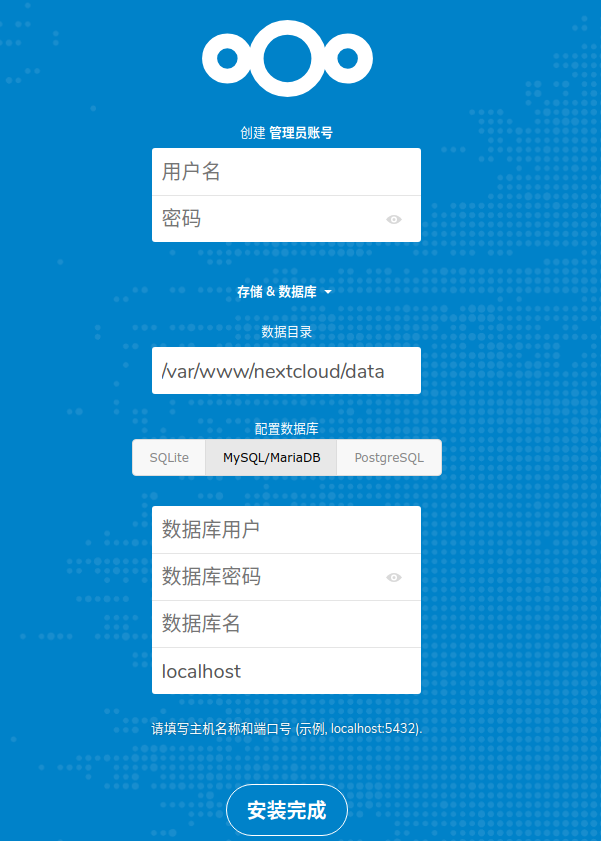 创建 管理员账号
用户名
密码
存储 & 数据库
数据目录
/var/www/nextcloud/data
配置数据库
SQLite MySQL/MariaDB PostgreSQL
数据库用户
数据库密码
数据库名
localhost
请填写主机名称和端口号 (示例, localhost:5432).
安装完成